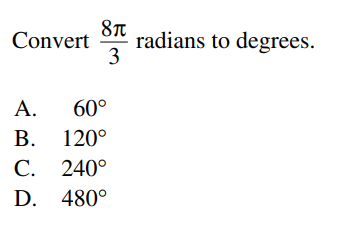 Convert 8π/3 radians to degrees.
A. 60°
B. 120°
C. 240°
D. 480°